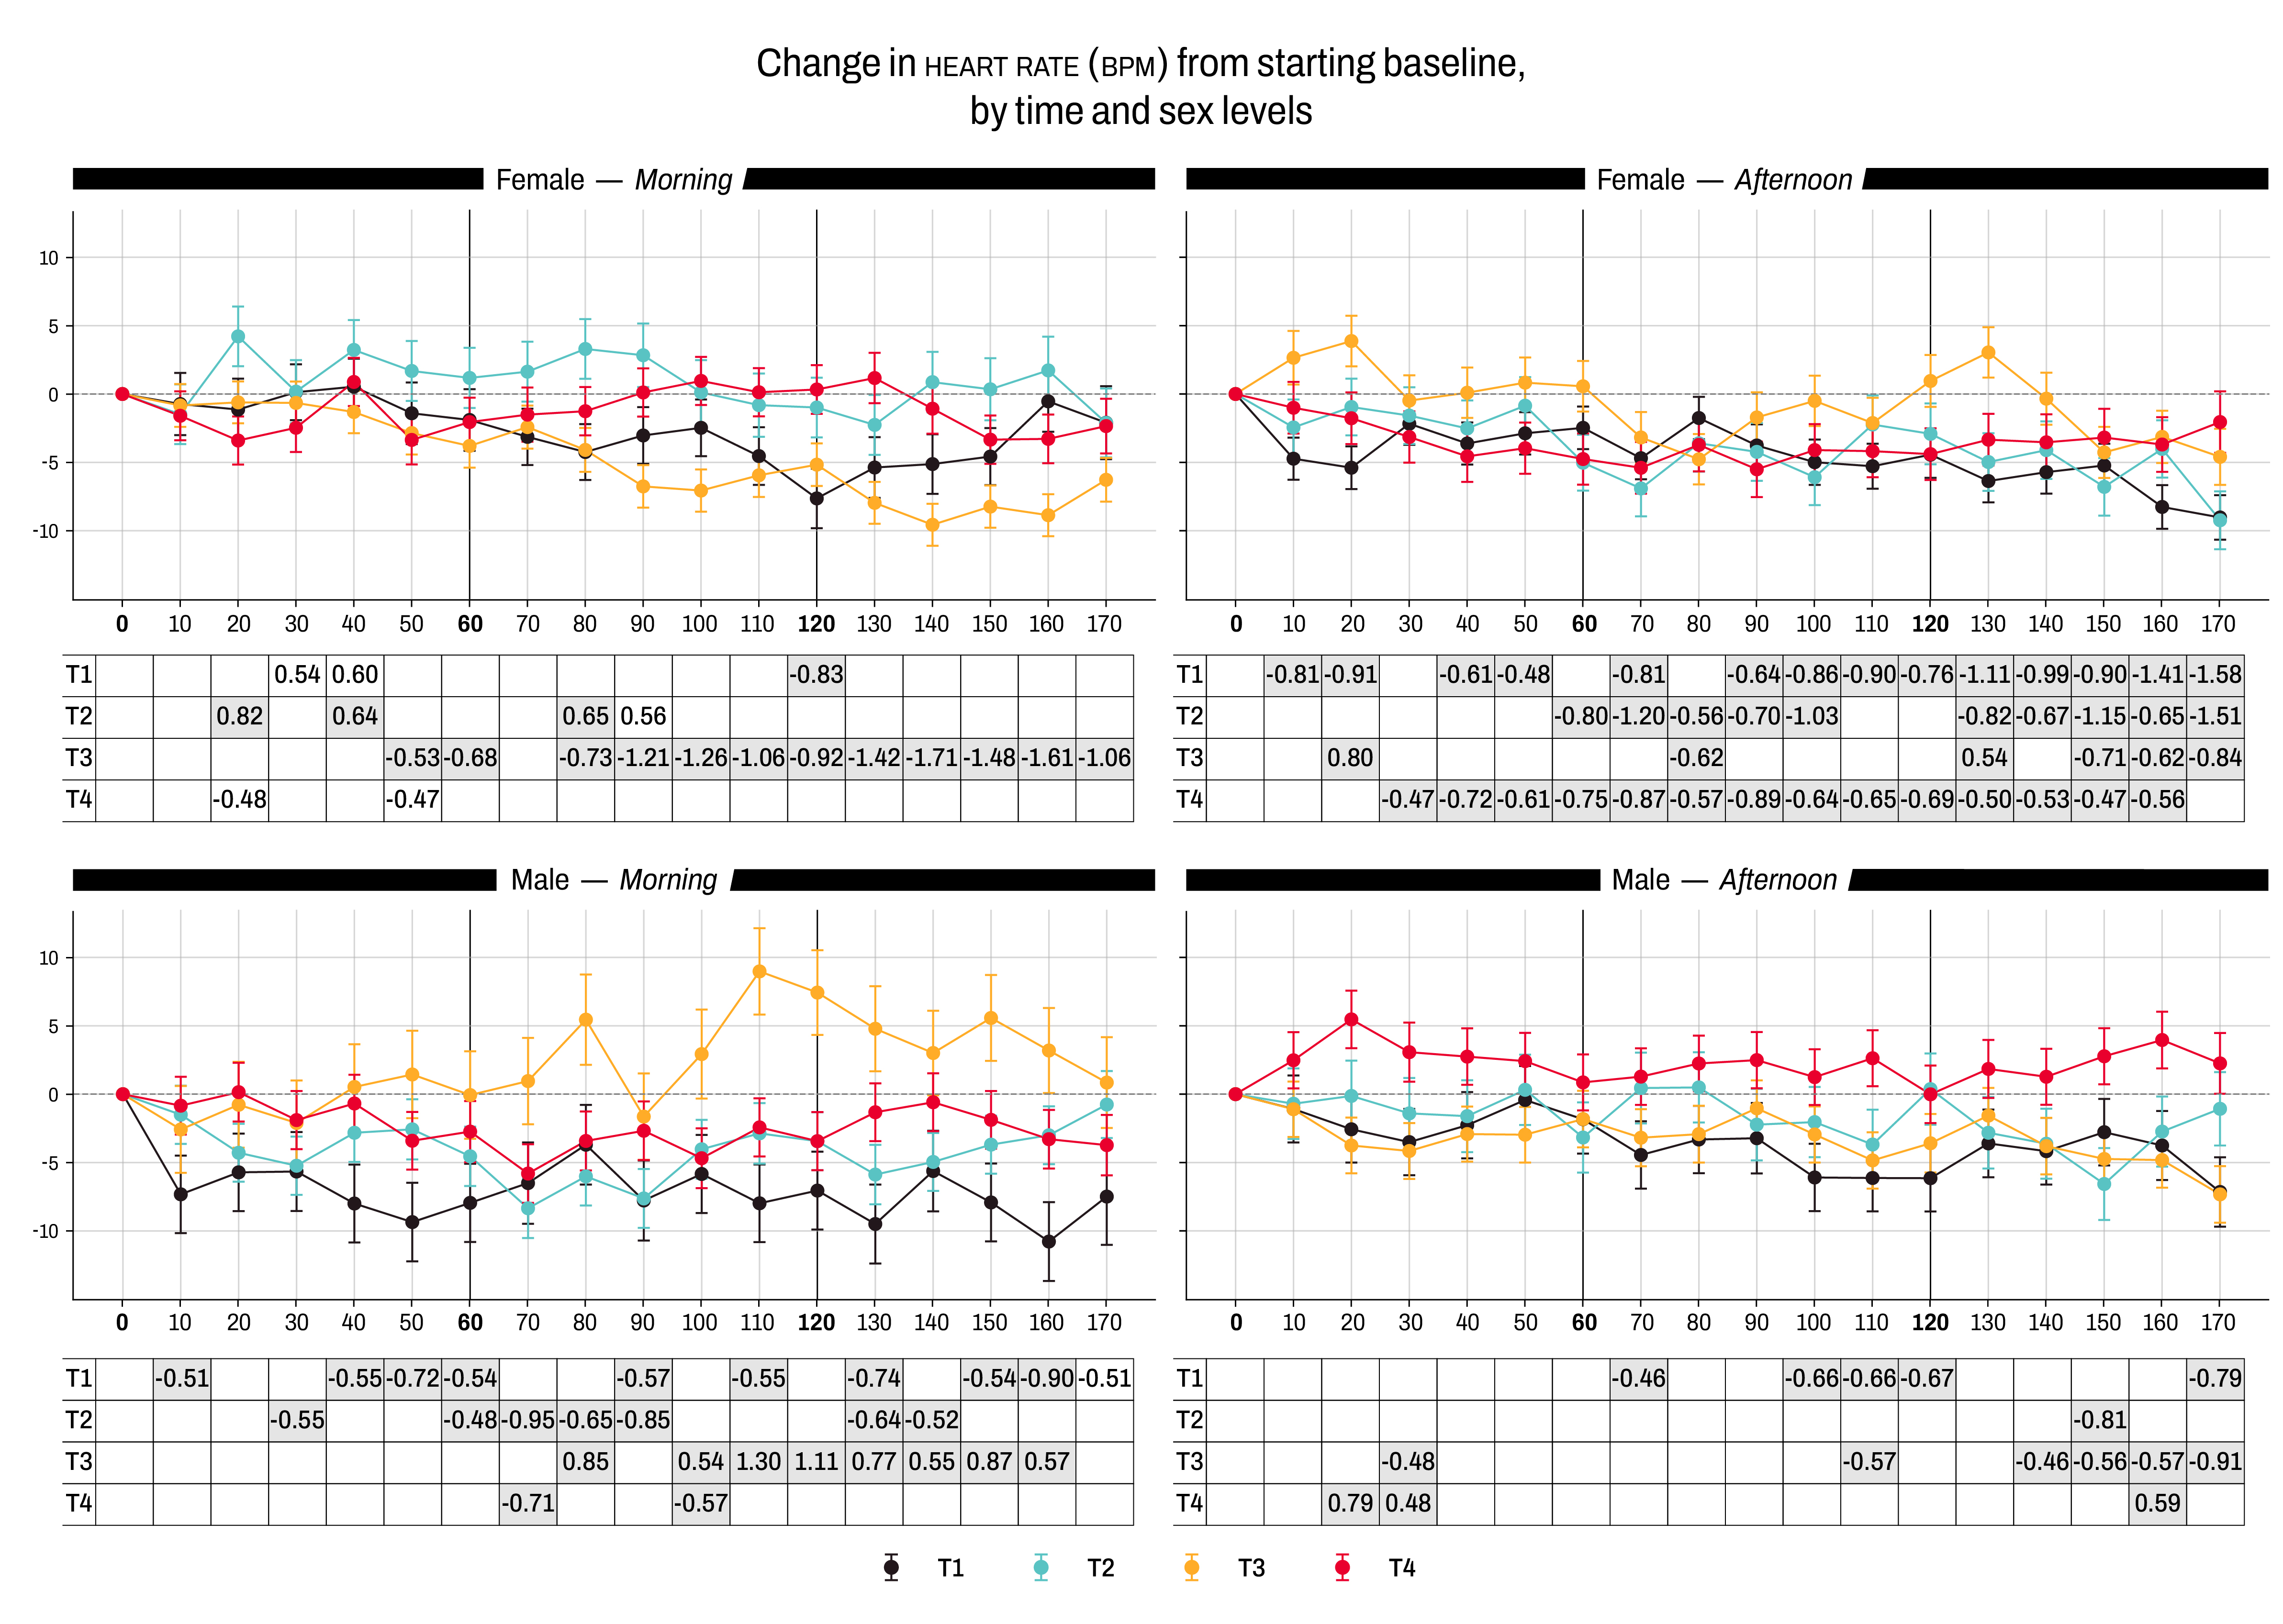 Change in HEART RATE (BPM) from starting baseline,
by time and sex levels
Female — Morning
10
5
0
-5
-10
0 10 20 30 40 50 60 70 80 90 100 110 120 130 140 150 160 170
T1 0.54 0.60 -0.83
T2 0.82 0.64 0.65 0.56
T3 -0.53 -0.68 -0.73 -1.21 -1.26 -1.06 -0.92 -1.42 -1.71 -1.48 -1.61 -1.06
T4 -0.48 -0.47
Female — Afternoon
0 10 20 30 40 50 60 70 80 90 100 110 120 130 140 150 160 170
T1 -0.81 -0.91 -0.61 -0.48 -0.81 -0.64 -0.86 -0.90 -0.76 -1.11 -0.99 -0.90 -1.41 -1.58
T2 -0.80 -1.20 -0.56 -0.70 -1.03 -0.82 -0.67 -1.15 -0.65 -1.51
T3 0.80 -0.62 0.54 -0.71 -0.62 -0.84
T4 -0.47 -0.72 -0.61 -0.75 -0.87 -0.57 -0.89 -0.64 -0.65 -0.69 -0.50 -0.53 -0.47 -0.56
Male — Morning
10
5
0
-5
-10
0 10 20 30 40 50 60 70 80 90 100 110 120 130 140 150 160 170
T1 -0.51 -0.55 -0.72 -0.54 -0.57 -0.55 -0.74 -0.54 -0.90 -0.51
T2 -0.55 -0.48 -0.95 -0.65 -0.85 -0.64 -0.52
T3 0.85 0.54 1.30 1.11 0.77 0.55 0.87 0.57
T4 -0.71 -0.57
Male — Afternoon
0 10 20 30 40 50 60 70 80 90 100 110 120 130 140 150 160 170
T1 -0.46 -0.66 -0.66 -0.67 -0.79
T2 -0.81
T3 -0.48 -0.57 -0.46 -0.56 -0.57 -0.91
T4 0.79 0.48 0.59
T1 T2 T3 T4